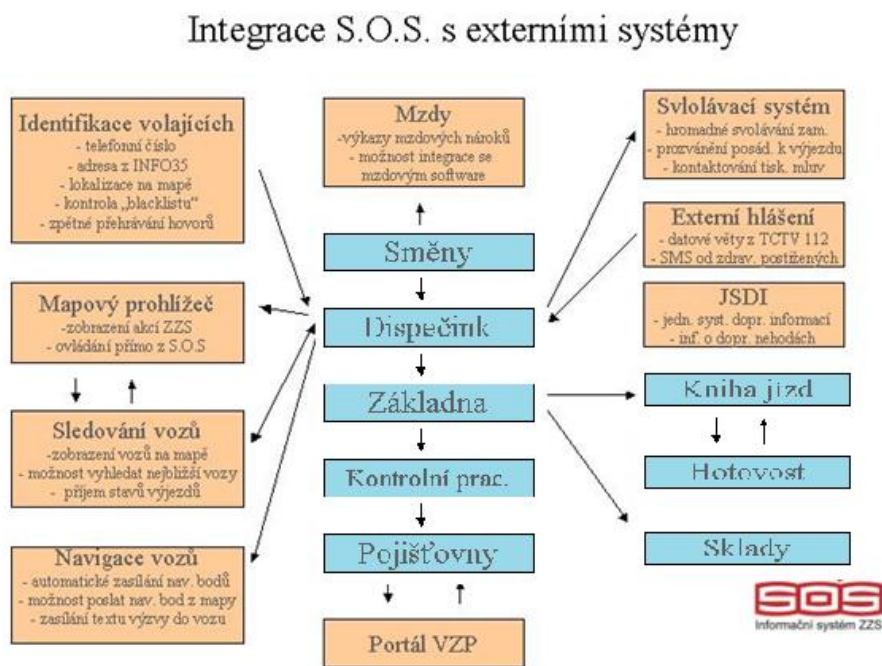 Integrace S.O.S. s externími systémy
Identifikace volajících
- telefonní číslo
- adresa z INFO35
- lokalizace na mapě
- kontrola „blacklistu“
- zpětné přehrávání hovorů
Mapový prohlížeč
-zobrazení akcí ZZS
- ovládání přímo z S.O.S
Sledování vozů
-zobrazení vozů na mapě
- možnost vyhledat nejbližší vozy
- příjem stavů výjezdů
Navigace vozů
- automatické zasílání nav. bodů
- možnost poslat nav. bod z mapy
- zasílání textu výzvy do vozu
Mzdy
-výkazy mzdových nároků
- možnost integrace se
mzdovým software
Směny
Dispečink
Základna
Kontrolní prac.
Pojišťovny
Portál VZP
Svlolávací systém
- hromadné svolávání zam.
- prozvánění posád. k výjezdu
- kontaktování tisk. mluv
Externí hlášení
- datové věty z TCTV 112
- SMS od zdrav. postižených
JSDI
- jedn. syst. dopr. informací
- inf. o dopr. nehodách
Kniha jízd
Hotovost
Sklady
SOS
Informační systém ZZS